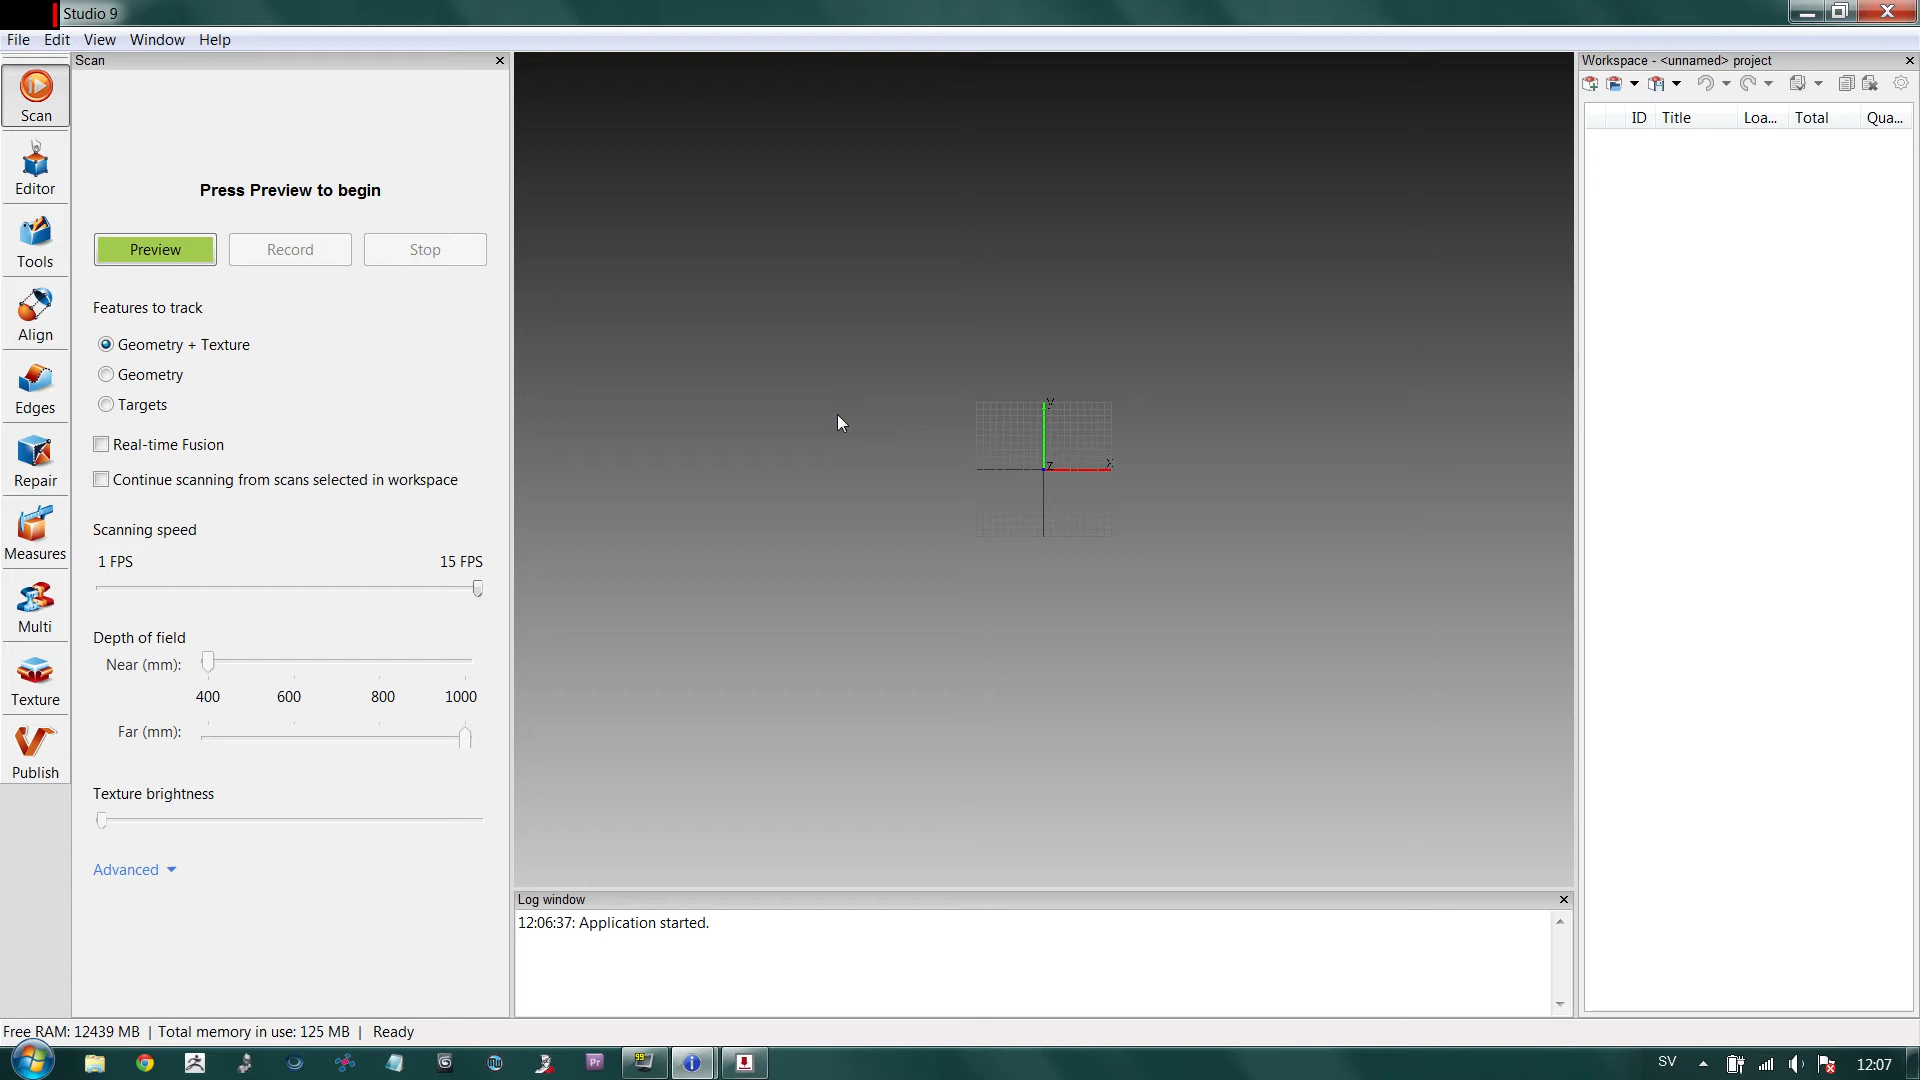 Studio 9
File Edit View Window Help
Scan
Workspace - <unnamed> project
Scan
Editor
Tools
Align
Edges
Repair
Measures
Multi
Texture
Publish
Press Preview to begin
Preview Record Stop
Features to track
Geometry + Texture
Geometry
Targets
Real-time Fusion
Continue scanning from scans selected in workspace
Scanning speed
1 FPS 15 FPS
Depth of field
Near (mm):
400 600 800 1000
Far (mm):
Texture brightness
Advanced
Y
Z X
ID Title Loa... Total Qua...
Log window
12:06:37: Application started.
Free RAM: 12439 MB | Total memory in use: 125 MB | Ready
Pr 99 SV 12:07